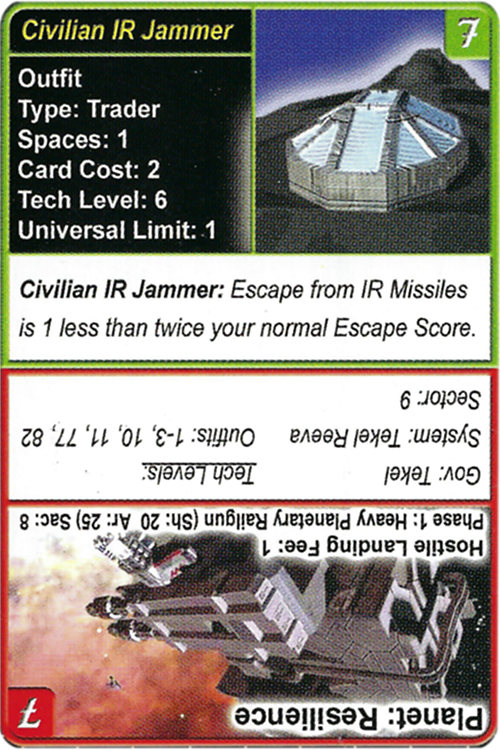 Civilian IR Jammer
7
Outfit
Type: Trader
Spaces: 1
Card Cost: 2
Tech Level: 6
Universal Limit: 1
Civilian IR Jammer: Escape from IR Missiles
is 1 less than twice your normal Escape Score.
Planet: Resilience
7
Hostile Landing Fee: 1
Phase 1: Heavy Planetary Railgun (Sh: 20 Ar: 25) Sac: 8
Gov: Tekel Tech Levels:
System: Tekel Reeva Outfits: 1-3, 10, 11, 77, 82
Sector: 9